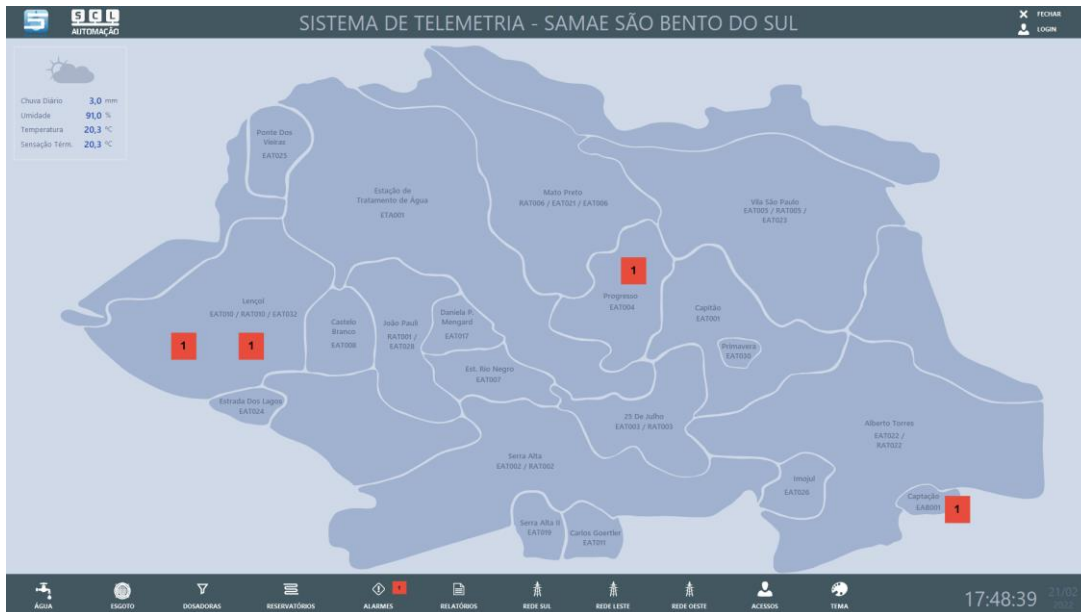 SCL
AUTOMAÇÃO
SISTEMA DE TELEMETRIA - SAMAE SÃO BENTO DO SUL
FECHAR
LOGIN
Chuva Diário 3,0 mm
Umidade 91,0 %
Temperatura 20,3 °C
Sensação Térm. 20,3 °C
Ponte Dos
Vieiras
EAT025
Estação de
Tratamento de Água
ETA001
Mato Preto
RAT006 / EAT021 / EAT006
Vila São Paulo
EAT005 / RAT005 /
EAT023
1
Progresso
EAT004
Lençol
EAT010 / RAT010 / EAT032
1
1
Castelo
Branco
EAT008
João Pauli
RAT001 /
EAT028
Daniela P.
Mengard
EAT017
Capitão
EAT001
Primavera
EAT030
Est. Rio Negro
EAT007
Estrada Dos Lagos
EAT024
25 De Julho
EAT003 / RAT003
Alberto Torres
EAT022 /
RAT022
Serra Alta
EAT002 / RAT002
Imojul
EAT026
Captação
EAB001
1
Serra Alta II
EAT019
Carlos Goertler
EAT011
ÁGUA
ESGOTO
DOSADORAS
RESERVATÓRIOS
ALARMES
1
RELATÓRIOS
REDE SUL
REDE LESTE
REDE OESTE
ACESSOS
TEMA
17:48:39
21/02